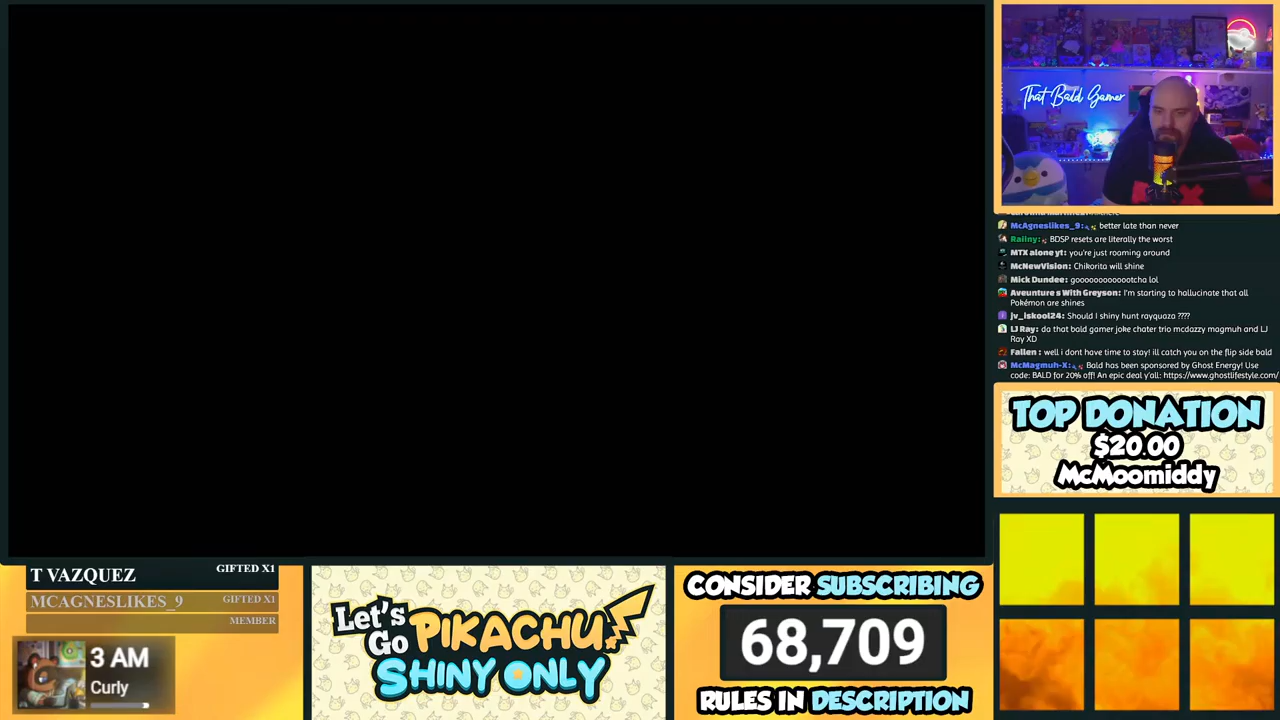 That Bald Gamer
McAgneslikes_9: better late than never
Railny: BDSP resets are literally the worst
MTX alone yt: you're just roaming around
McNewVision: Chikorita will shine
Mick Dundee: goooooooooootcha lol
Aveunture s With Greyson: I'm starting to hallucinate that all
Pokémon are shines
jv_iskool24: Should I shiny hunt rayquaza ????
LJ Ray: da that bald gamer joke chater trio mcdazzy magmuh and LJ
Ray XD
Fallen : well i dont have time to stay! ill catch you on the flip side bald
McMagmuh-X: Bald has been sponsored by Ghost Energy! Use
code: BALD for 20% off! An epic deal y'all: https://www.ghostlifestyle.com/
TOP DONATION
$20.00
McMoomiddy
T VAZQUEZ GIFTED X1
MCAGNESLIKES_9 GIFTED X1
MEMBER
3 AM
Curly
Let's
Go PIKACHU
SHINY ONLY
CONSIDER SUBSCRIBING
68,709
RULES IN DESCRIPTION